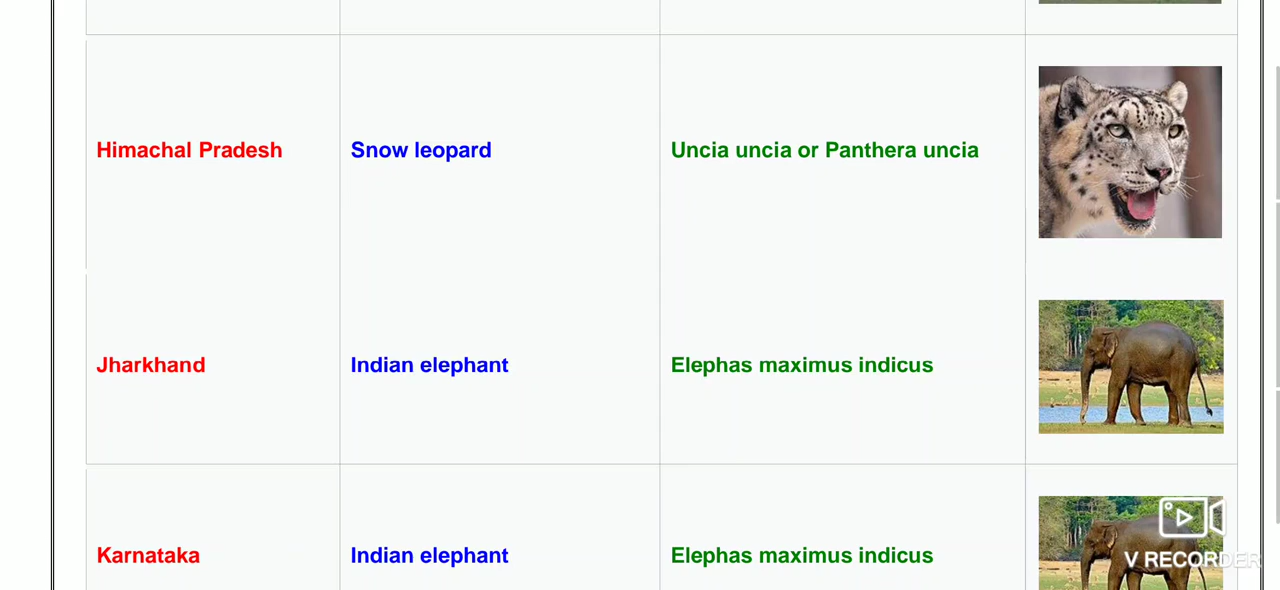 Himachal Pradesh Snow leopard Uncia uncia or Panthera uncia
Jharkhand Indian elephant Elephas maximus indicus
Karnataka Indian elephant Elephas maximus indicus
V RECORDER